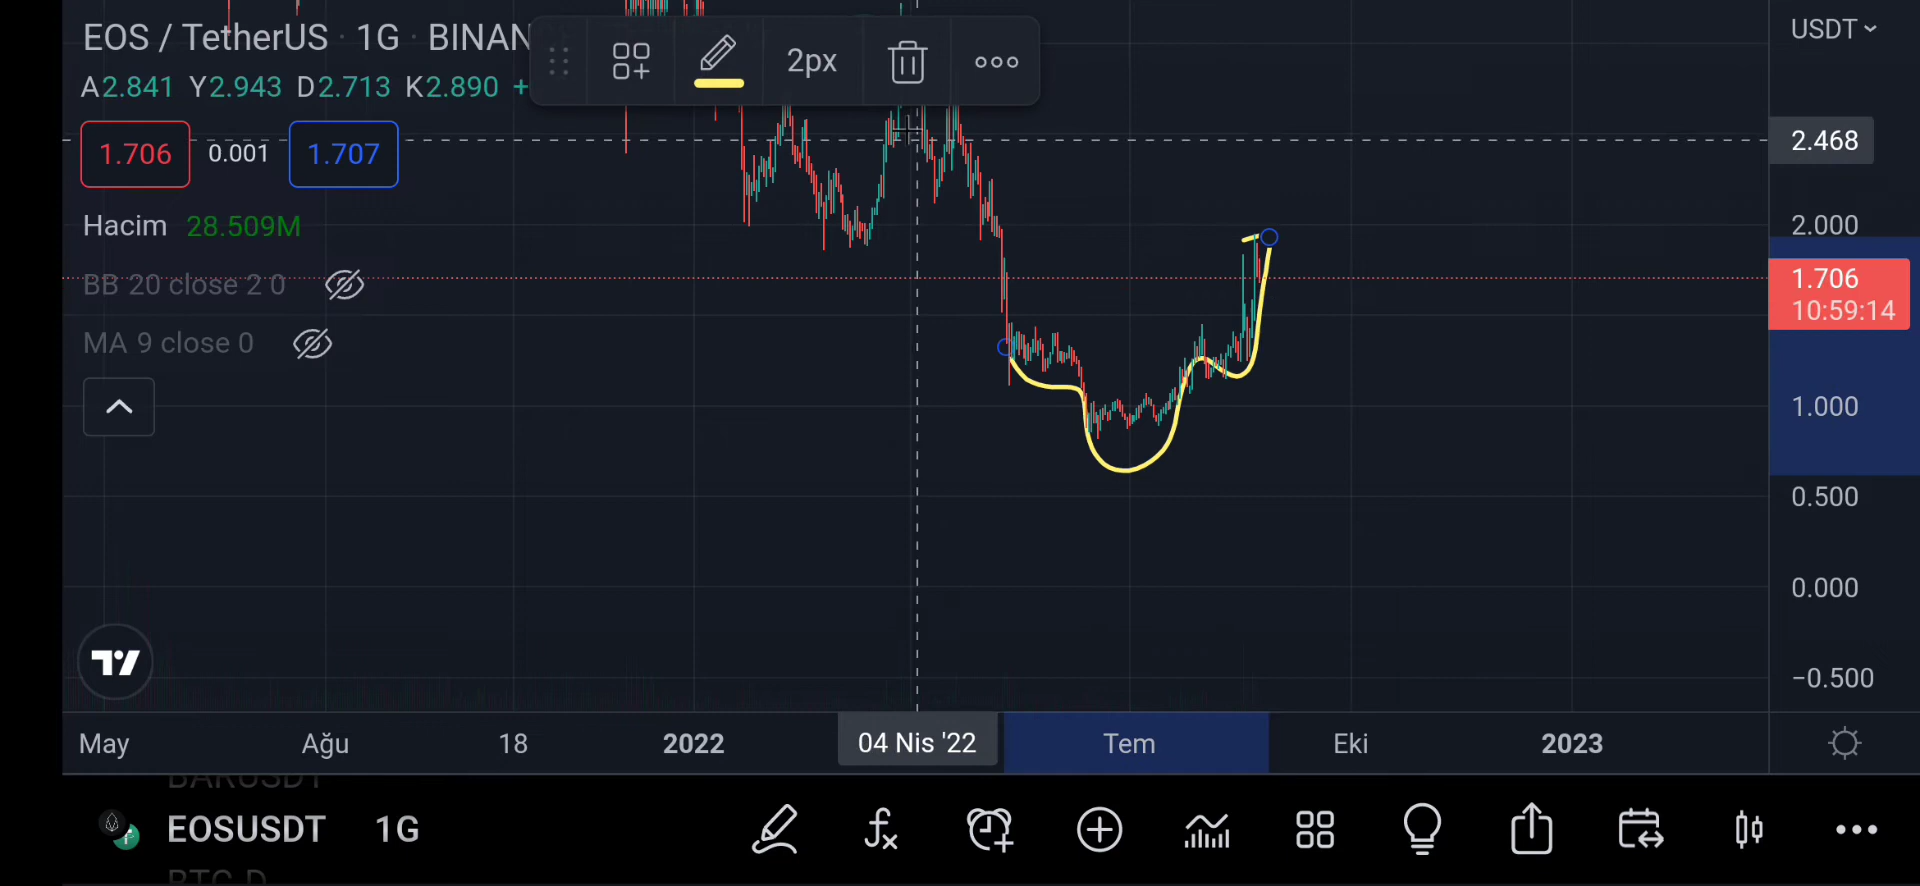 EOS / TetherUS · 1G · BINAN
A2.841 Y2.943 D2.713 K2.890 +
2px
USDT
1.706 0.001 1.707
2.468
Hacim 28.509M
2.000
BB 20 close 2 0
1.706
10:59:14
MA 9 close 0
1.000
0.500
0.000
−0.500
May Ağu 18 2022 04 Nis '22 Tem Eki 2023
BARUSDT
EOSUSDT 1G
BTC.D